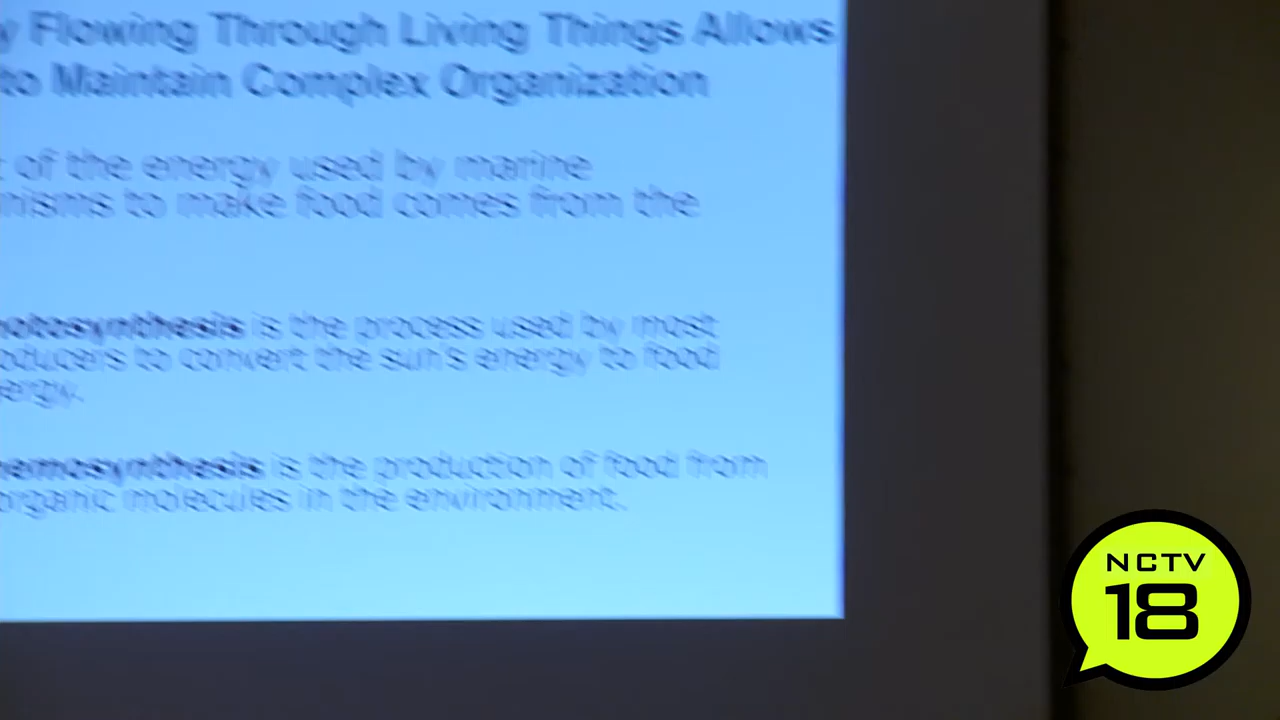 y Flowing Through Living Things Allows
to Maintain Complex Organization
of the energy used by marine
nisms to make food comes from the
hotosynthesis is the process used by most
oducers to convert the sun's energy to food
ergy.
hemosynthesis is the production of food from
organic molecules in the environment.
NCTV
18